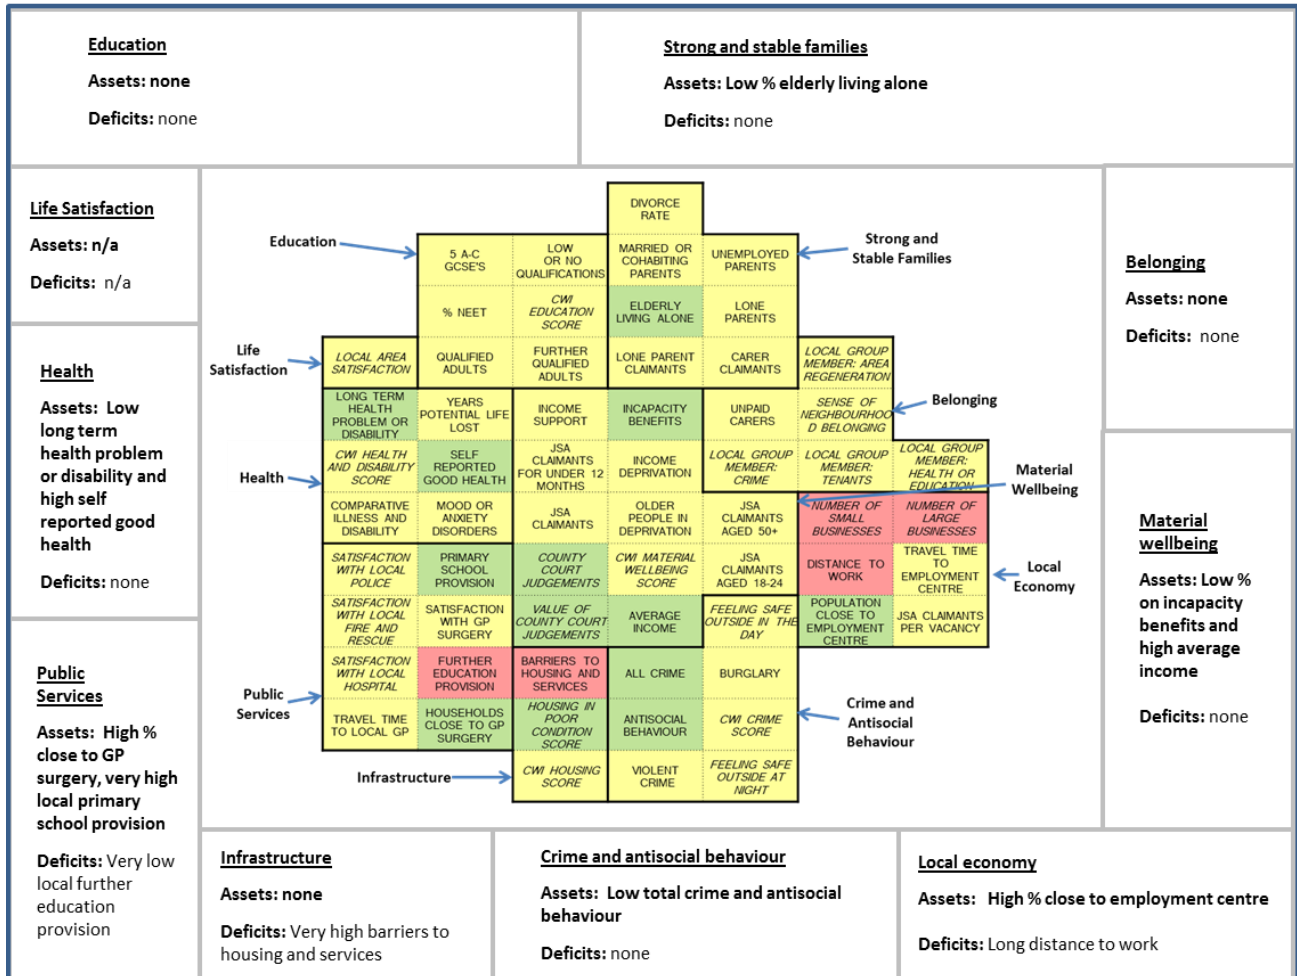 Education
Assets: none
Deficits: none
Strong and stable families
Assets: Low % elderly living alone
Deficits: none
Life Satisfaction
Assets: n/a
Deficits: n/a
Health
Assets: Low
long term
health problem
or disability and
high self
reported good
health
Deficits: none
Public
Services
Assets: High %
close to GP
surgery, very high
local primary
school provision
Deficits: Very low
local further
education
provision
Education
Life
Satisfaction
Health
Public
Services
Infrastructure
DIVORCE
RATE
5 A-C
GCSE'S
LOW
OR NO
QUALIFICATIONS
MARRIED OR
COHABITING
PARENTS
UNEMPLOYED
PARENTS
% NEET
CWI
EDUCATION
SCORE
ELDERLY
LIVING ALONE
LONE
PARENTS
LOCAL AREA
SATISFACTION
QUALIFIED
ADULTS
FURTHER
QUALIFIED
ADULTS
LONE PARENT
CLAIMANTS
CARER
CLAIMANTS
LOCAL GROUP
MEMBER: AREA
REGENERATION
LONG TERM
HEALTH
PROBLEM OR
DISABILITY
YEARS
POTENTIAL LIFE
LOST
INCOME
SUPPORT
INCAPACITY
BENEFITS
UNPAID
CARERS
SENSE OF
NEIGHBOURHOO
D BELONGING
CWI HEALTH
AND DISABILITY
SCORE
SELF
REPORTED
GOOD HEALTH
JSA
CLAIMANTS
FOR UNDER 12
MONTHS
INCOME
DEPRIVATION
LOCAL GROUP
MEMBER:
CRIME
LOCAL GROUP
MEMBER:
TENANTS
LOCAL GROUP
MEMBER:
HEALTH OR
EDUCATION
COMPARATIVE
ILLNESS AND
DISABILITY
MOOD OR
ANXIETY
DISORDERS
JSA
CLAIMANTS
OLDER
PEOPLE IN
DEPRIVATION
JSA
CLAIMANTS
AGED 50+
NUMBER OF
SMALL
BUSINESSES
NUMBER OF
LARGE
BUSINESSES
SATISFACTION
WITH LOCAL
POLICE
PRIMARY
SCHOOL
PROVISION
COUNTY
COURT
JUDGEMENTS
CWI MATERIAL
WELLBEING
SCORE
JSA
CLAIMANTS
AGED 18-24
DISTANCE TO
WORK
TRAVEL TIME
TO
EMPLOYMENT
CENTRE
SATISFACTION
WITH LOCAL
FIRE AND
RESCUE
SATISFACTION
WITH GP
SURGERY
VALUE OF
COUNTY COURT
JUDGEMENTS
AVERAGE
INCOME
FEELING SAFE
OUTSIDE IN THE
DAY
POPULATION
CLOSE TO
EMPLOYMENT
CENTRE
JSA CLAIMANTS
PER VACANCY
SATISFACTION
WITH LOCAL
HOSPITAL
FURTHER
EDUCATION
PROVISION
BARRIERS TO
HOUSING AND
SERVICES
ALL CRIME
BURGLARY
TRAVEL TIME
TO LOCAL GP
HOUSEHOLDS
CLOSE TO GP
SURGERY
HOUSING IN
POOR
CONDITION
SCORE
ANTISOCIAL
BEHAVIOUR
CWI CRIME
SCORE
CWI HOUSING
SCORE
VIOLENT
CRIME
FEELING SAFE
OUTSIDE AT
NIGHT
Strong and
Stable Families
Belonging
Material
Wellbeing
Local
Economy
Crime and
Antisocial
Behaviour
Belonging
Assets: none
Deficits: none
Material
wellbeing
Assets: Low %
on incapacity
benefits and
high average
income
Deficits: none
Infrastructure
Assets: none
Deficits: Very high barriers to
housing and services
Crime and antisocial behaviour
Assets: Low total crime and antisocial
behaviour
Deficits: none
Local economy
Assets: High % close to employment centre
Deficits: Long distance to work